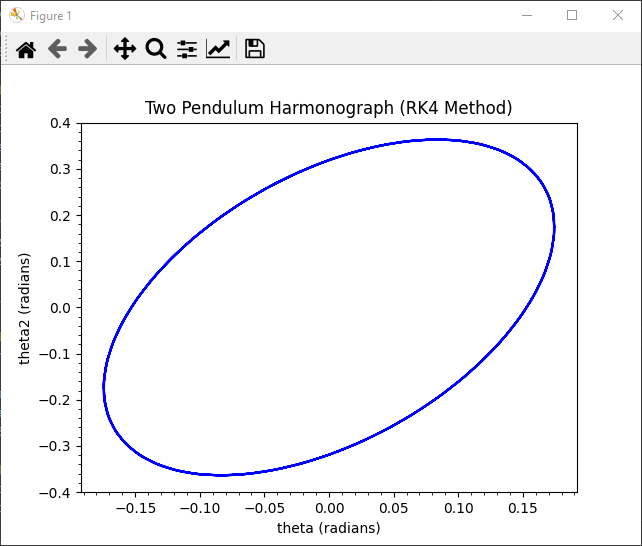 Figure 1
Two Pendulum Harmonograph (RK4 Method)
0.4
0.3
0.2
0.1
0.0
−0.1
−0.2
−0.3
−0.4
theta2 (radians)
−0.15 −0.10 −0.05 0.00 0.05 0.10 0.15
theta (radians)